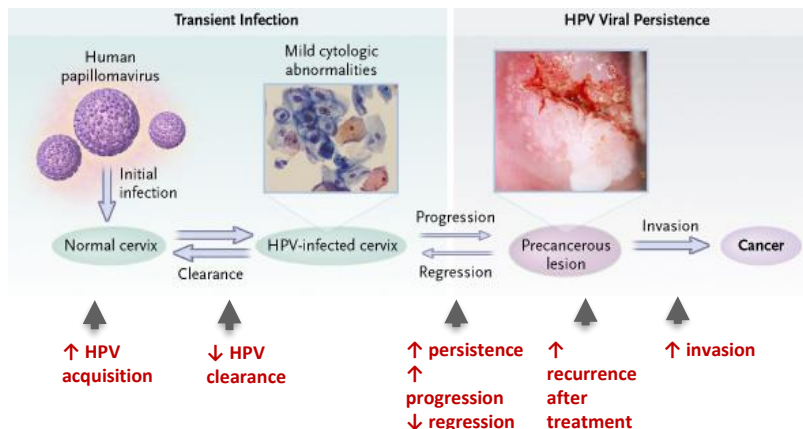 Transient Infection
HPV Viral Persistence
Human
papillomavirus
Mild cytologic
abnormalities
Initial
infection
Normal cervix
Clearance
HPV-infected cervix
Progression
Regression
Precancerous
lesion
Invasion
Cancer
↑ HPV
acquisition
↓ HPV
clearance
↑ persistence
↑
progression
↓ regression
↑
recurrence
after
treatment
↑ invasion